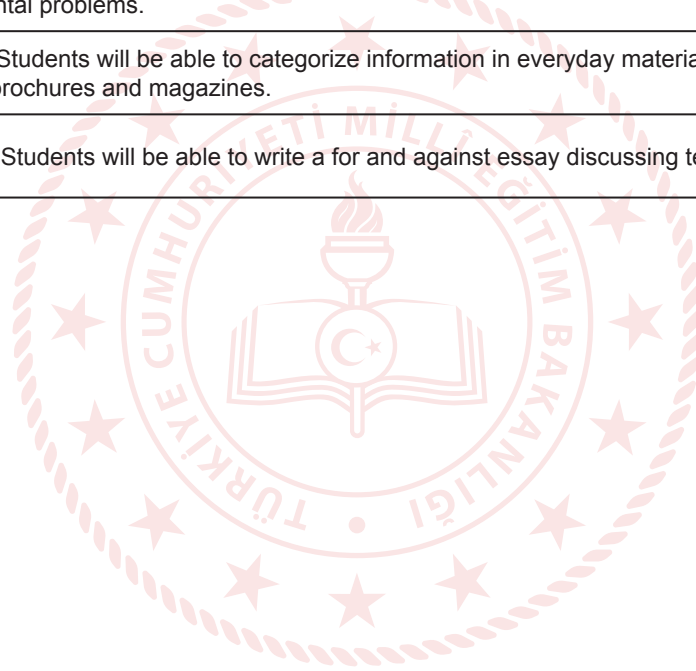 ntal problems.
Students will be able to categorize information in everyday materia
brochures and magazines.
Students will be able to write a for and against essay discussing te
TÜRKİYE CUMHURİYETİ MİLLÎ EĞİTİM BAKANLIĞI